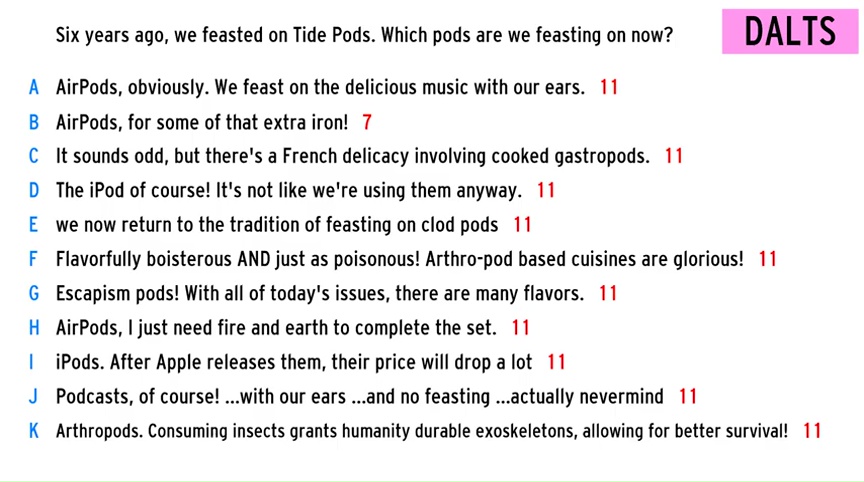 Six years ago, we feasted on Tide Pods. Which pods are we feasting on now?
DALTS
A AirPods, obviously. We feast on the delicious music with our ears. 11
B AirPods, for some of that extra iron! 7
C It sounds odd, but there's a French delicacy involving cooked gastropods. 11
D The iPod of course! It's not like we're using them anyway. 11
E we now return to the tradition of feasting on clod pods 11
F Flavorfully boisterous AND just as poisonous! Arthro-pod based cuisines are glorious! 11
G Escapism pods! With all of today's issues, there are many flavors. 11
H AirPods, I just need fire and earth to complete the set. 11
I iPods. After Apple releases them, their price will drop a lot 11
J Podcasts, of course! ...with our ears ...and no feasting ...actually nevermind 11
K Arthropods. Consuming insects grants humanity durable exoskeletons, allowing for better survival! 11